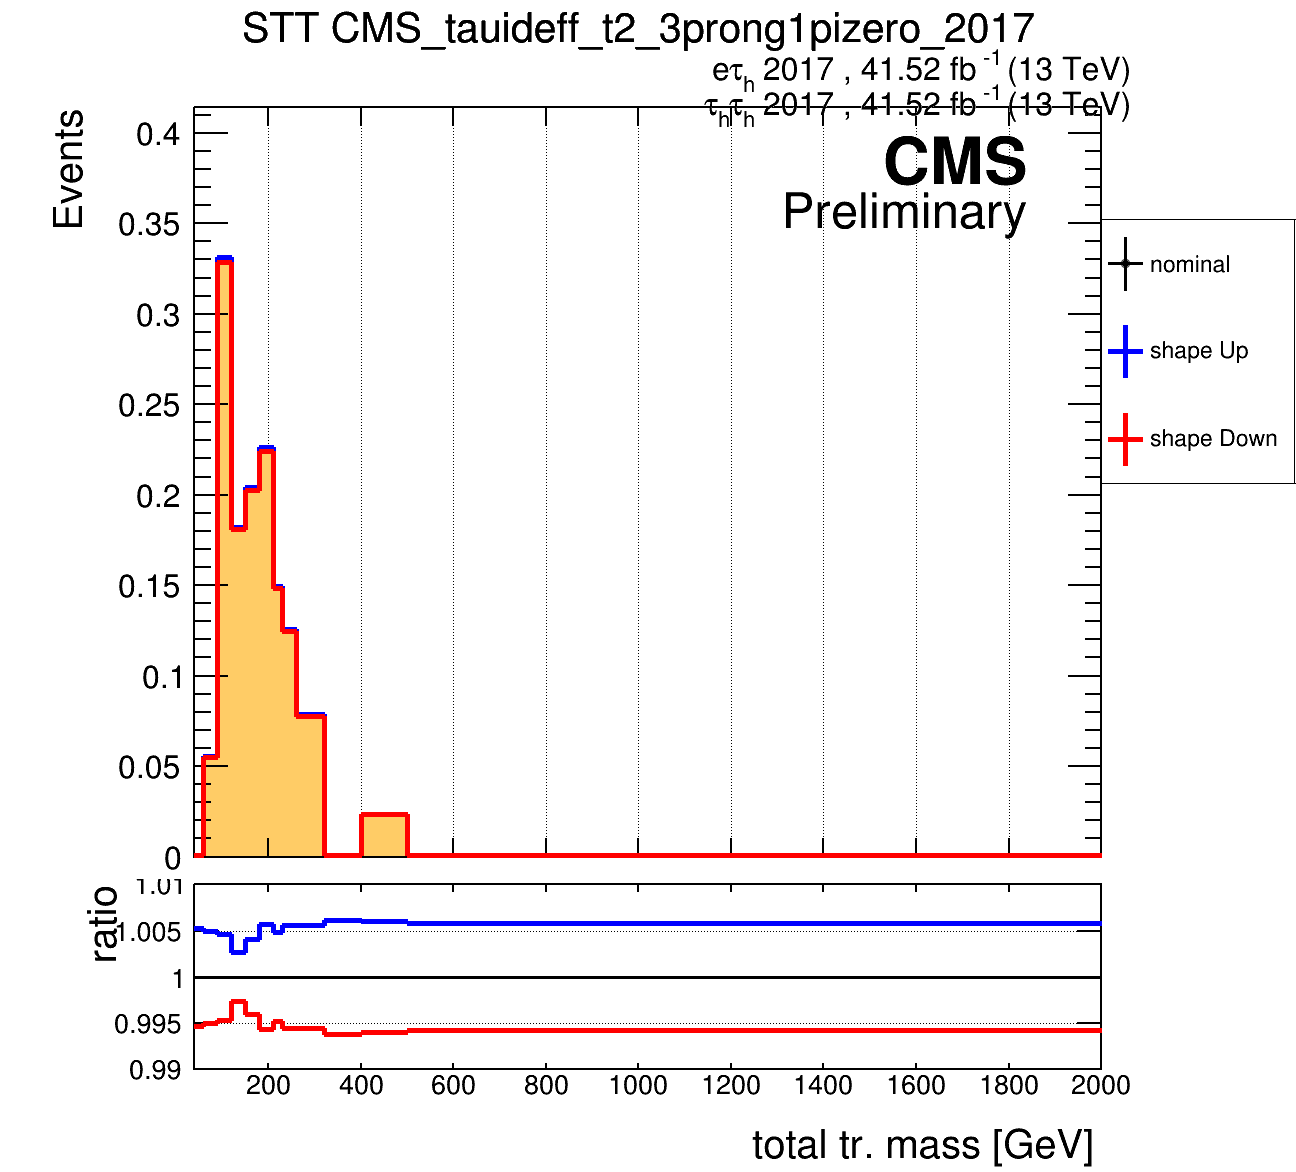 STT CMS_tauideff_t2_3prong1pizero_2017
eτh 2017 , 41.52 fb -1 (13 TeV)
τhτh 2017 , 41.52 fb -1 (13 TeV)
CMS
Preliminary
Events
0.4
0.35
0.3
0.25
0.2
0.15
0.1
0.05
0
nominal
shape Up
shape Down
ratio
1.01
1.005
1
0.995
0.99
200 400 600 800 1000 1200 1400 1600 1800 2000
total tr. mass [GeV]